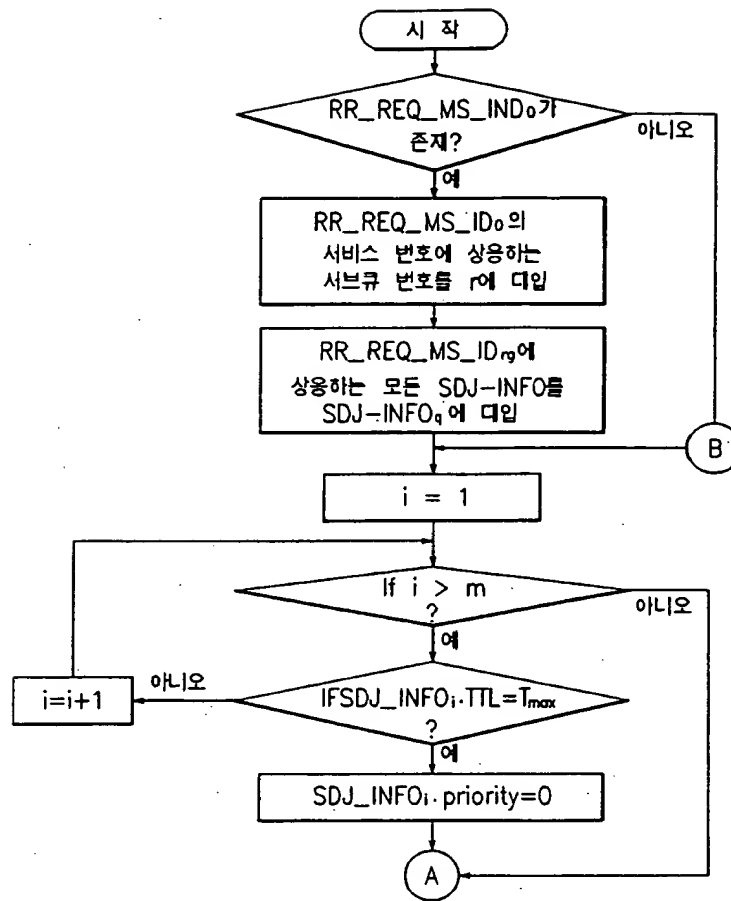 시 작
RR_REQ_MS_IND₀가
존재?
아니오
예
RR_REQ_MS_ID₀의
서비스 번호에 상용하는
서브큐 번호를 r에 대입
RR_REQ_MS_IDrg에
상옹하는 모든 SDJ-INFO를
SDJ-INFOq에 대입
B
i = 1
If i > m
?
아니오
예
아니오
i=i+1
IFSDJ_INFOi.TTL=Tmax
?
예
SDJ_INFOi.priority=0
A